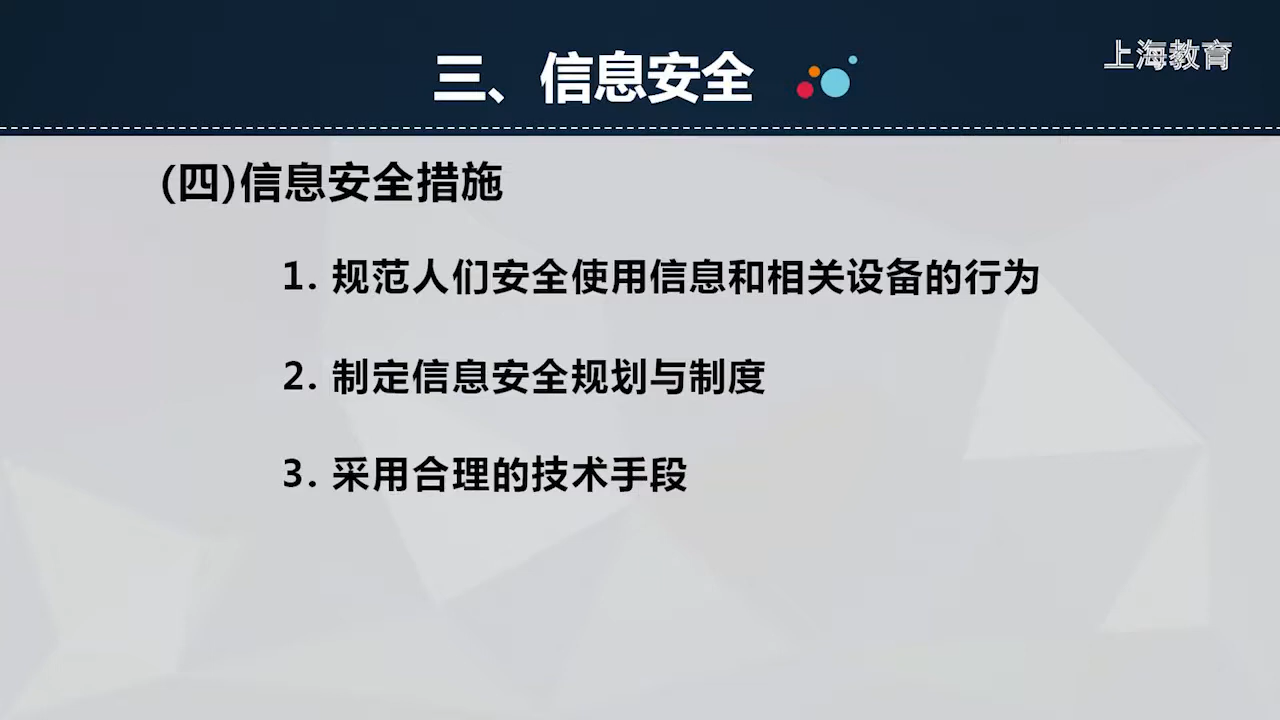 三、信息安全
上海教育
(四)信息安全措施
1. 规范人们安全使用信息和相关设备的行为
2. 制定信息安全规划与制度
3. 采用合理的技术手段